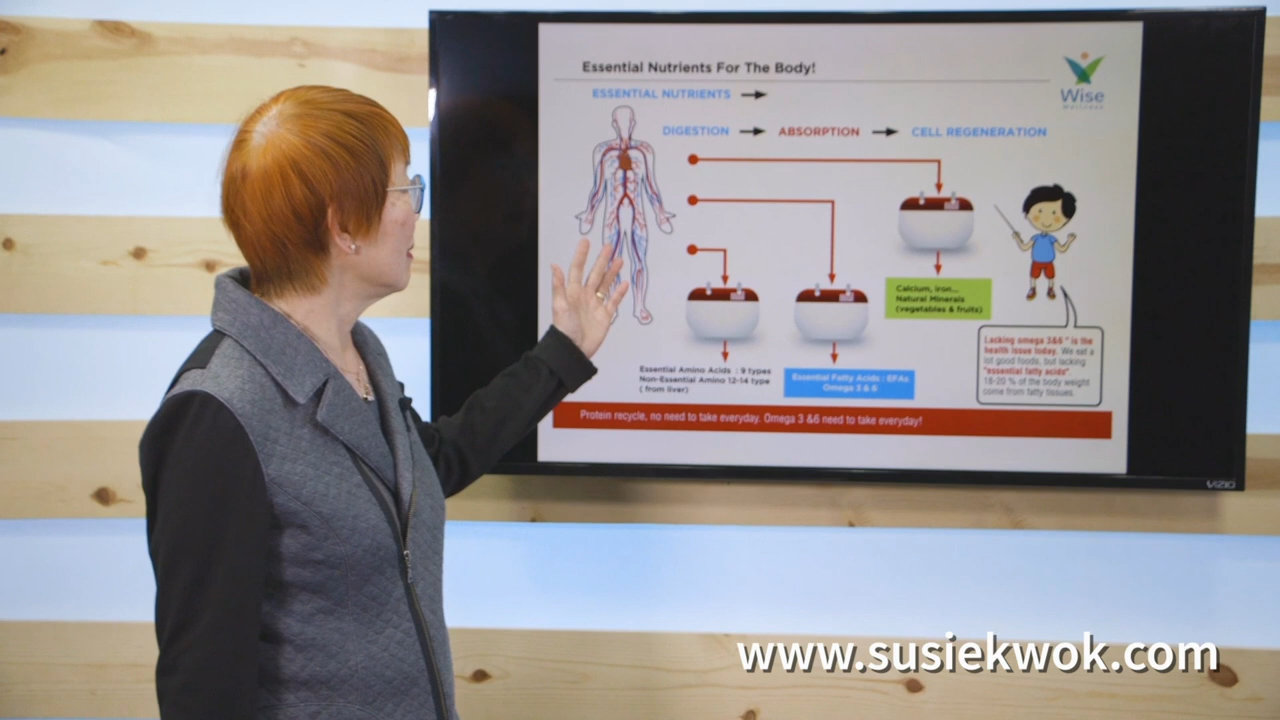 Essential Nutrients For The Body!
Wise
Wellness
ESSENTIAL NUTRIENTS
DIGESTION ABSORPTION CELL REGENERATION
Calcium, iron...
Natural Minerals
(vegetables & fruits)
Lacking omega 3&6 " is the
health issue today. We eat a
lot good foods, but lacking
"essential fatty acids".
16-20 % of the body weight
come from fatty tissues.
Essential Amino Acids : 9 types
Non-Essential Amino 12-14 type
( from liver)
Essential Fatty Acids : EFAs
Omega 3 & 6
Protein recycle, no need to take everyday. Omega 3 &6 need to take everyday!
VIZIO
www.susiekwok.com